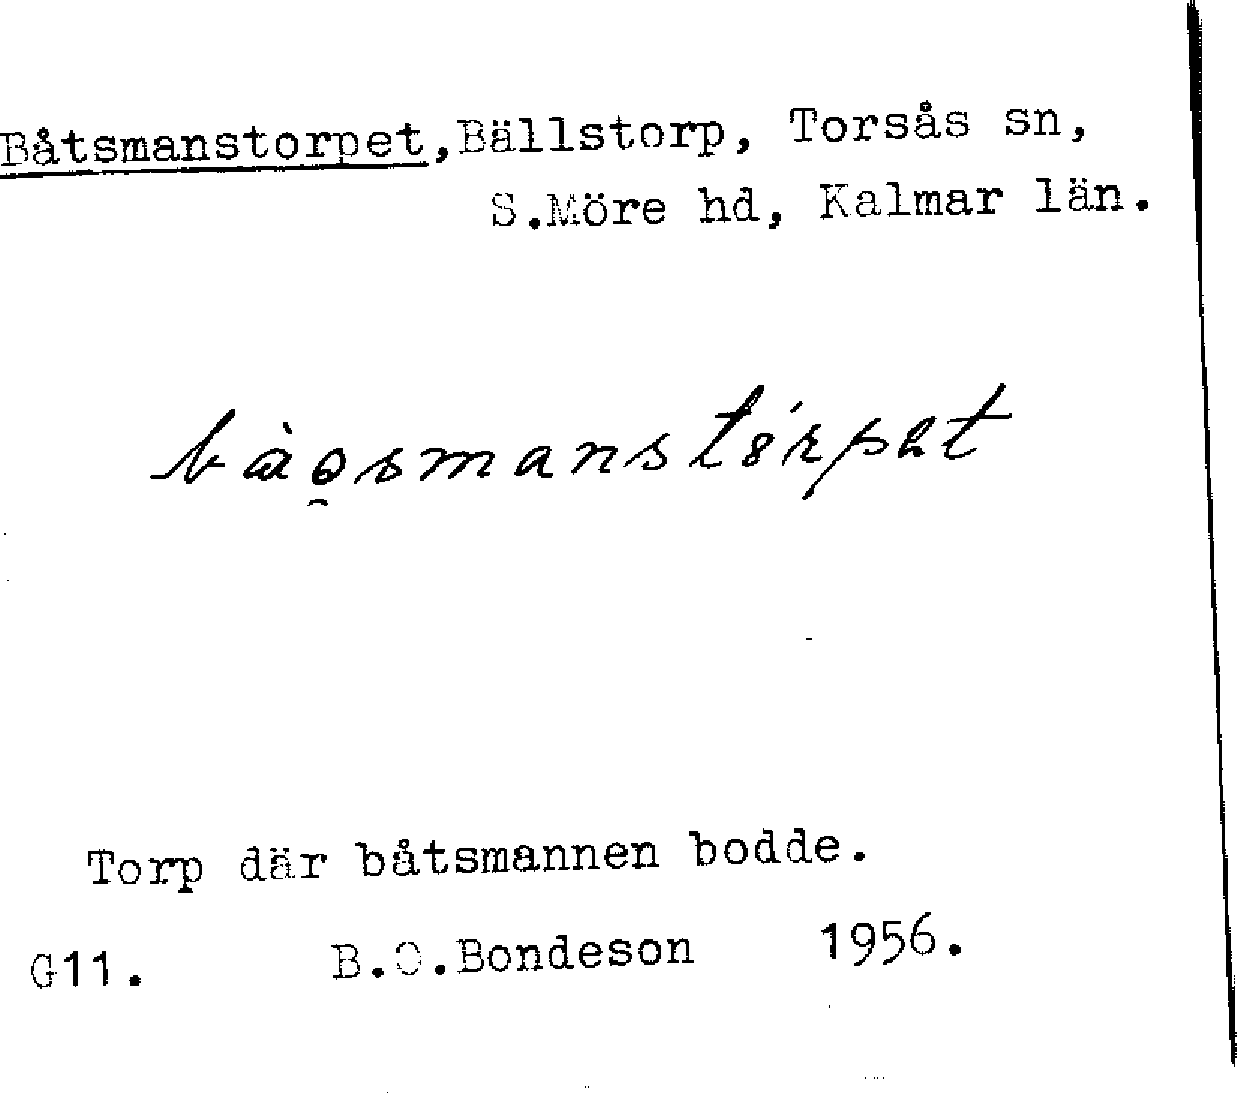 Båtsmanstorpet, Bällstorp, Torsås sn,
S.Möre hd, Kalmar län.
Torp där båtsmannen bodde.
G11. B.O.Bondeson 1956.